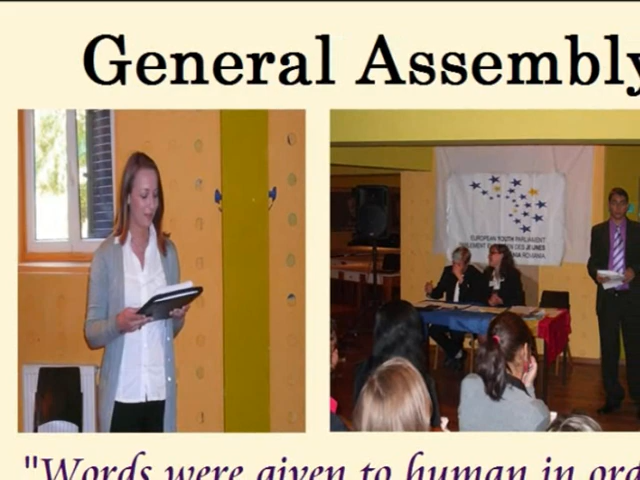 General Assembly
EUROPEAN YOUTH PARLIAMENT
"Words were given to human in